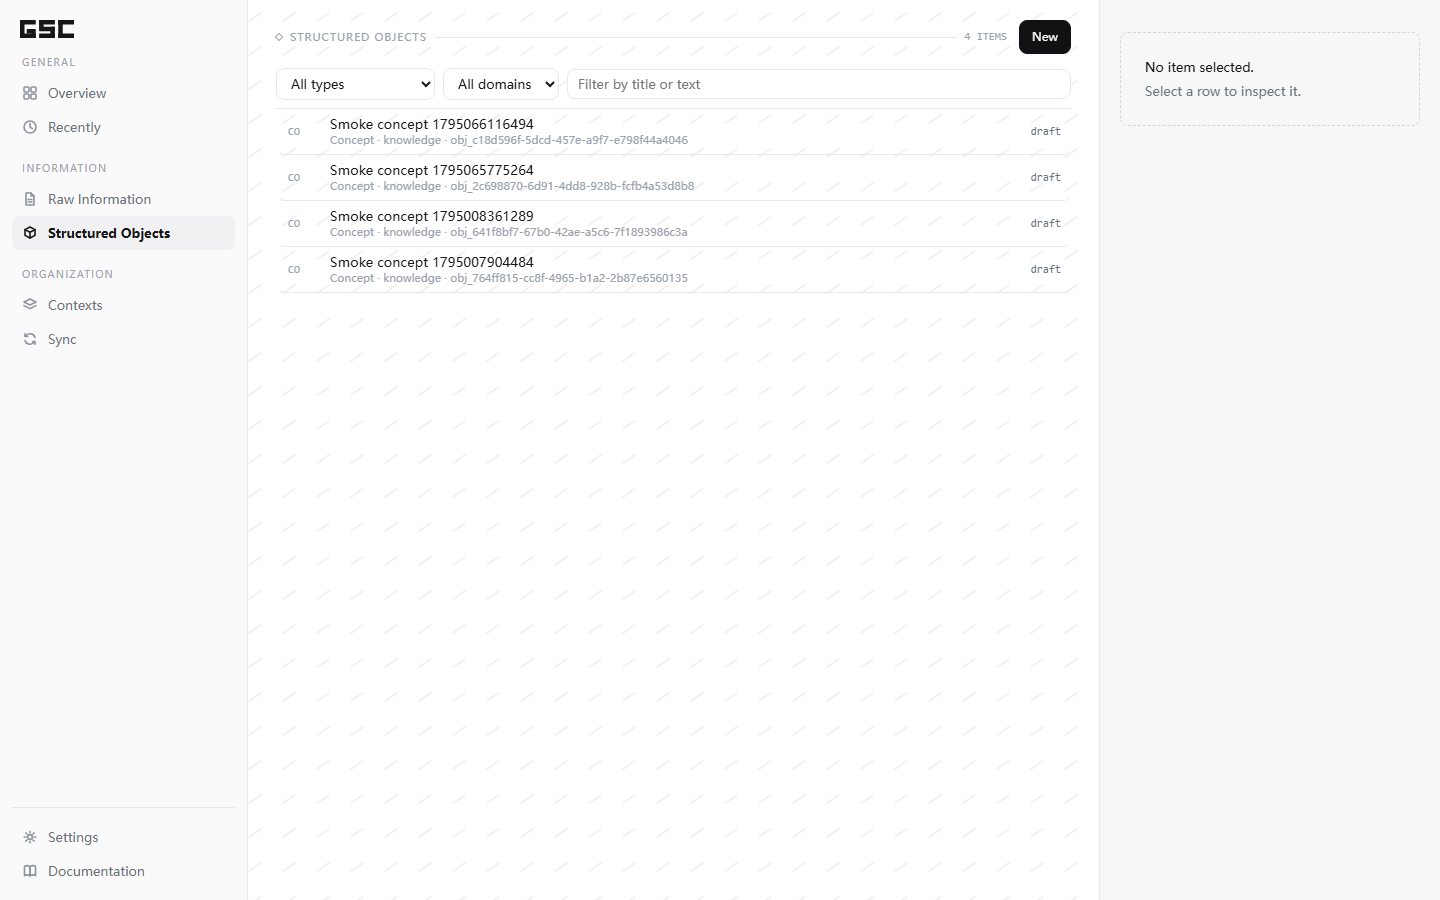 GSC
GENERAL
Overview
Recently
INFORMATION
Raw Information
Structured Objects
ORGANIZATION
Contexts
Sync
Settings
Documentation
STRUCTURED OBJECTS
4 ITEMS
New
All types
All domains
Filter by title or text
CO
Smoke concept 1795066116494
Concept · knowledge · obj_c18d596f-5dcd-457e-a9f7-e798f44a4046
draft
CO
Smoke concept 1795065775264
Concept · knowledge · obj_2c698870-6d91-4dd8-928b-fcfb4a53d8b8
draft
CO
Smoke concept 1795008361289
Concept · knowledge · obj_641f8bf7-67b0-42ae-a5c6-7f1893986c3a
draft
CO
Smoke concept 1795007904484
Concept · knowledge · obj_764ff815-cc8f-4965-b1a2-2b87e6560135
draft
No item selected.
Select a row to inspect it.